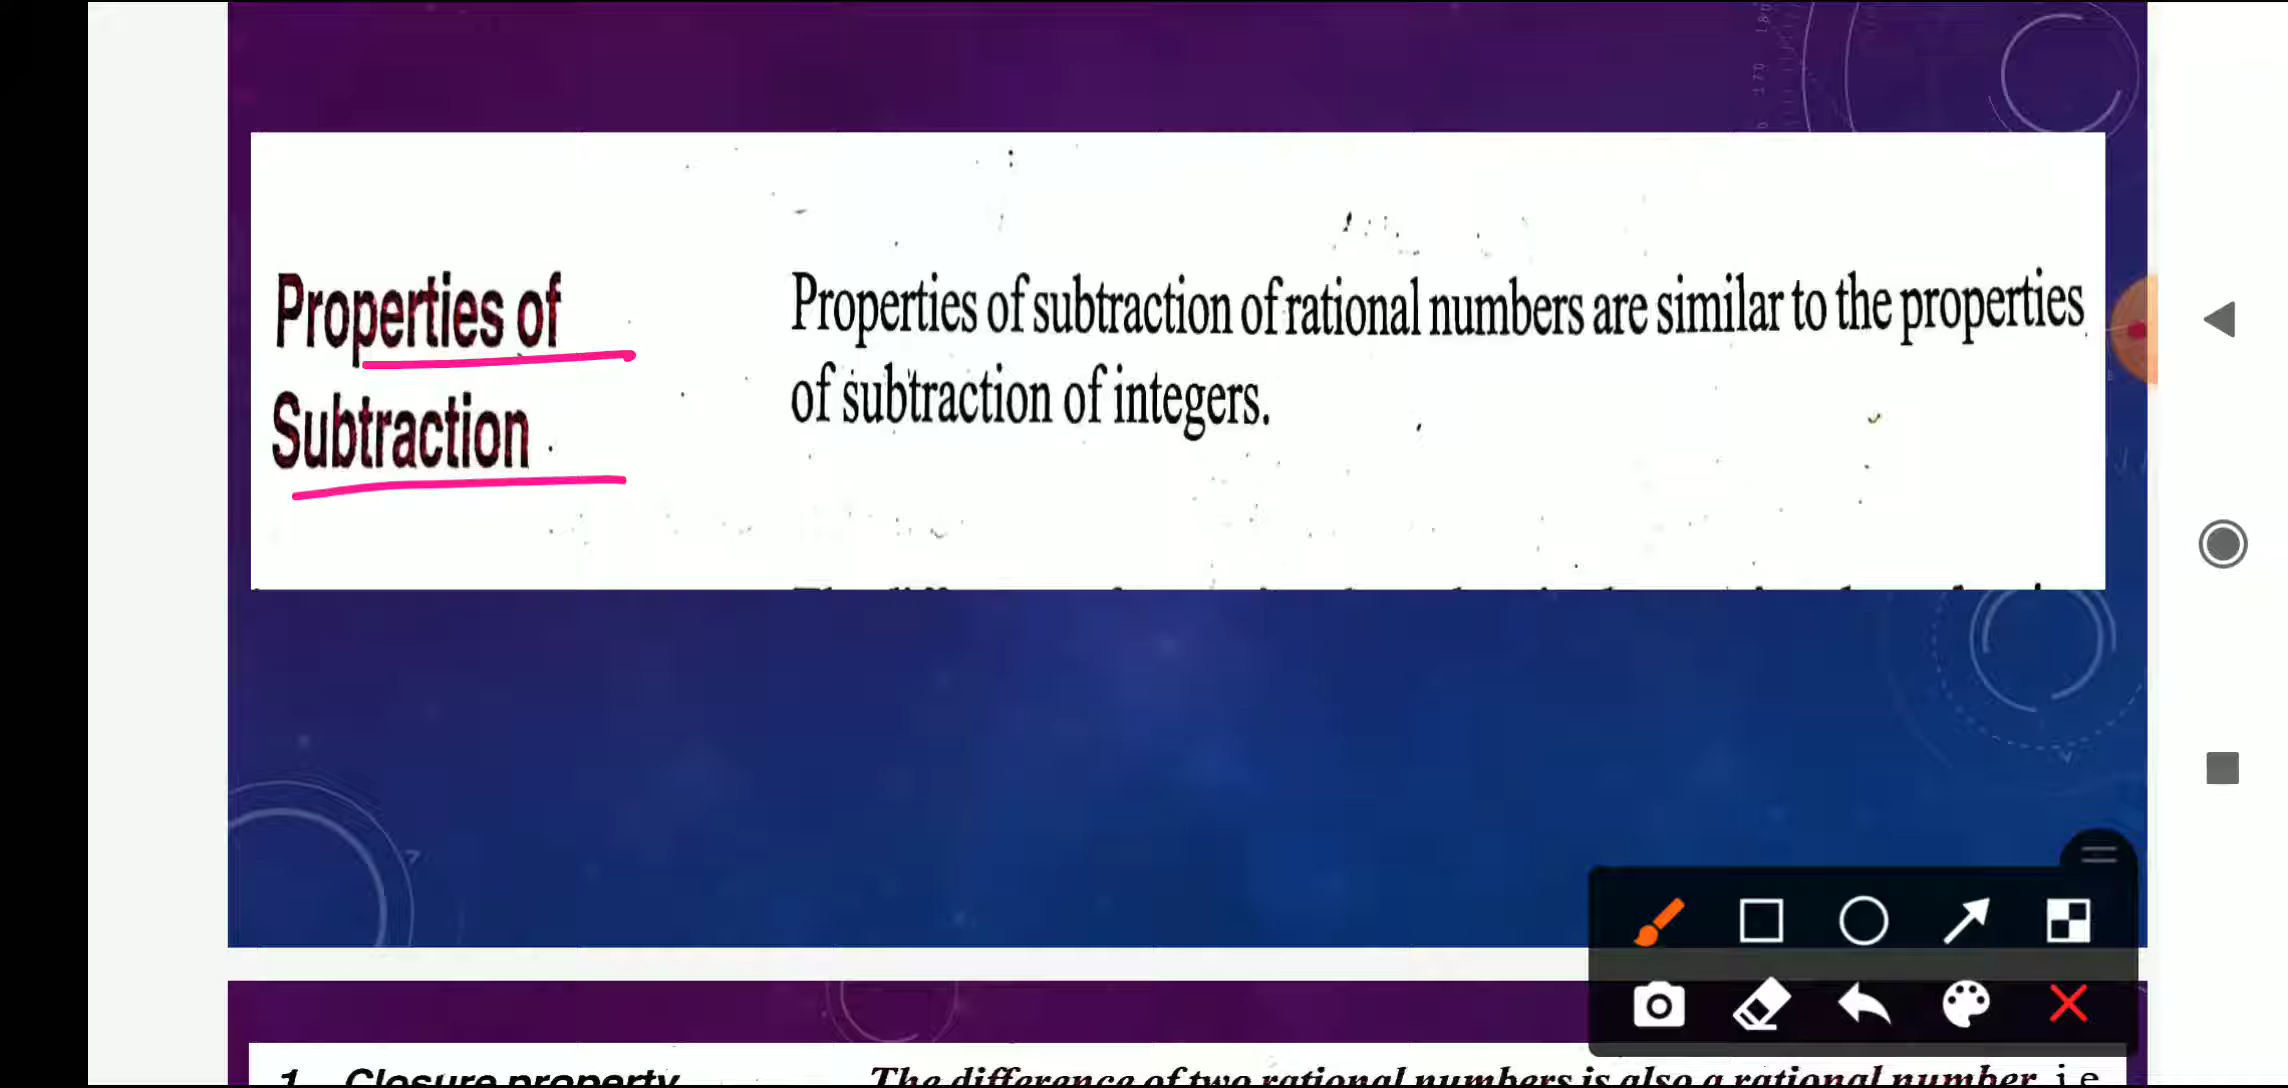 Properties of
Subtraction
Properties of subtraction of rational numbers are similar to the properties
of subtraction of integers.
1. Closure property
The difference of two rational numbers is also a rational number i.e.